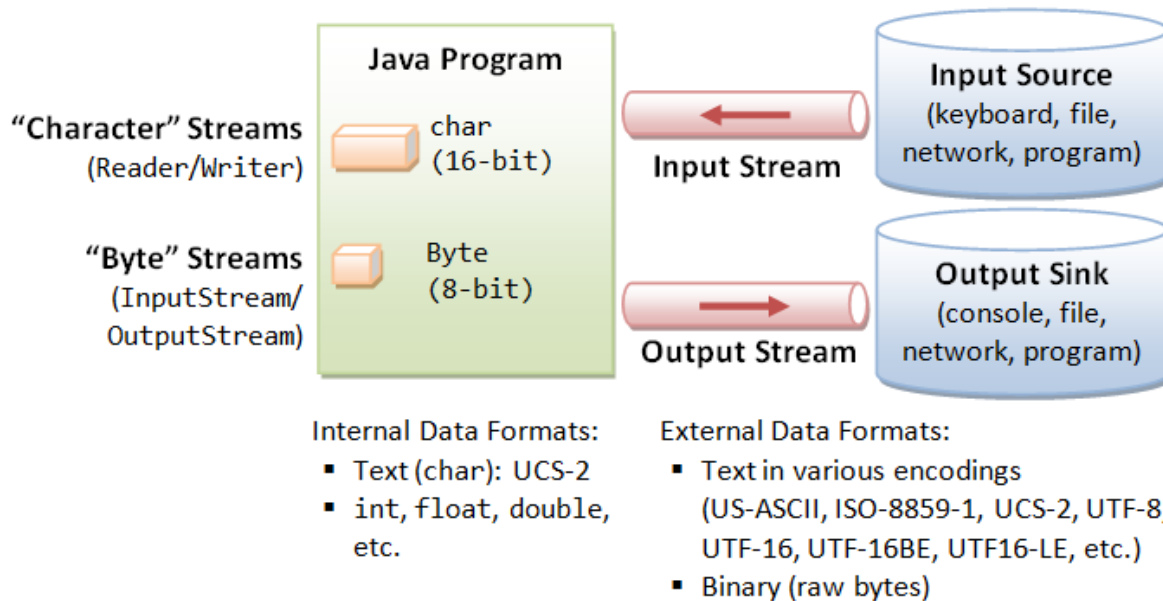 Java Program
“Character” Streams
(Reader/Writer)
char
(16-bit)
“Byte” Streams
(InputStream/
OutputStream)
Byte
(8-bit)
Input Stream
Input Source
(keyboard, file,
network, program)
Output Stream
Output Sink
(console, file,
network, program)
Internal Data Formats:
▪ Text (char): UCS-2
▪ int, float, double,
etc.
External Data Formats:
▪ Text in various encodings
(US-ASCII, ISO-8859-1, UCS-2, UTF-8,
UTF-16, UTF-16BE, UTF16-LE, etc.)
▪ Binary (raw bytes)